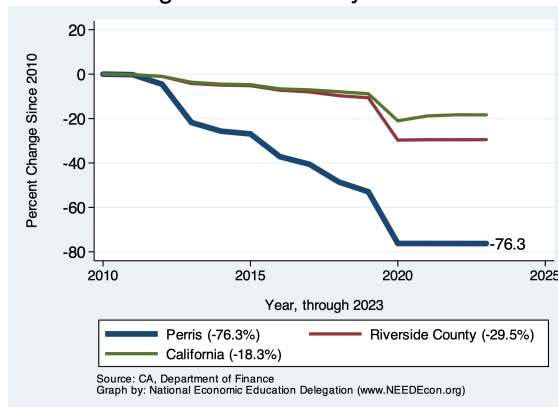 20
0
-20
-40
-60
-80
Percent Change Since 2010
-76.3
2010 2015 2020 2025
Year, through 2023
Perris (-76.3%) Riverside County (-29.5%)
California (-18.3%)
Source: CA, Department of Finance
Graph by: National Economic Education Delegation (www.NEEDEcon.org)